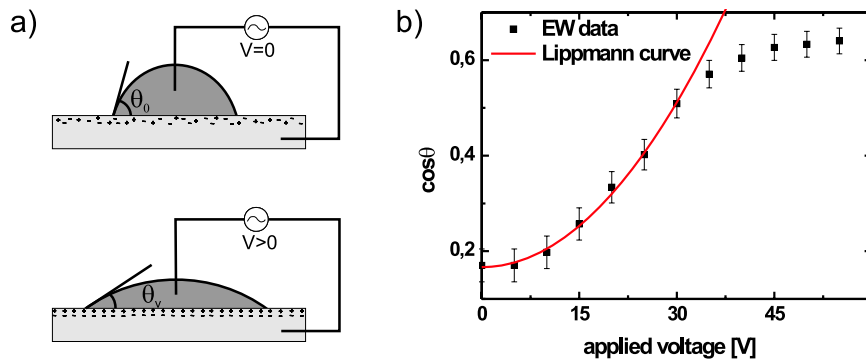 a)
V=0
θ0
V>0
θv
b)
EW data
Lippmann curve
0,6
0,4
0,2
cosθ
0 15 30 45
applied voltage [V]